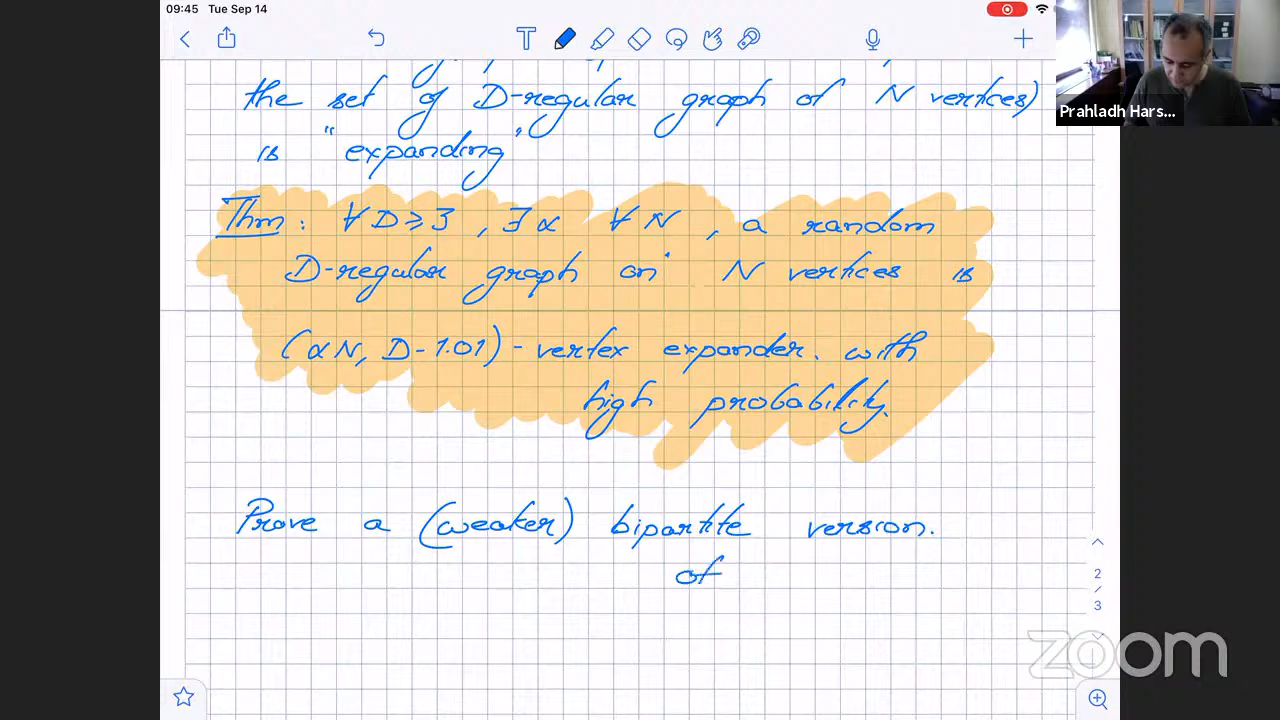 09:45 Tue Sep 14
the set of D-regular graph of N vertices)
is "expanding"
Thm: ∀ D ≥ 3, ∃ α ∀ N, a random
D-regular graph on N vertices is
(αN, D-1.01)-vertex expander. with
high probability.
Prove a (weaker) bipartite version.
of
Prahladh Hars...
2
/
3
zoom